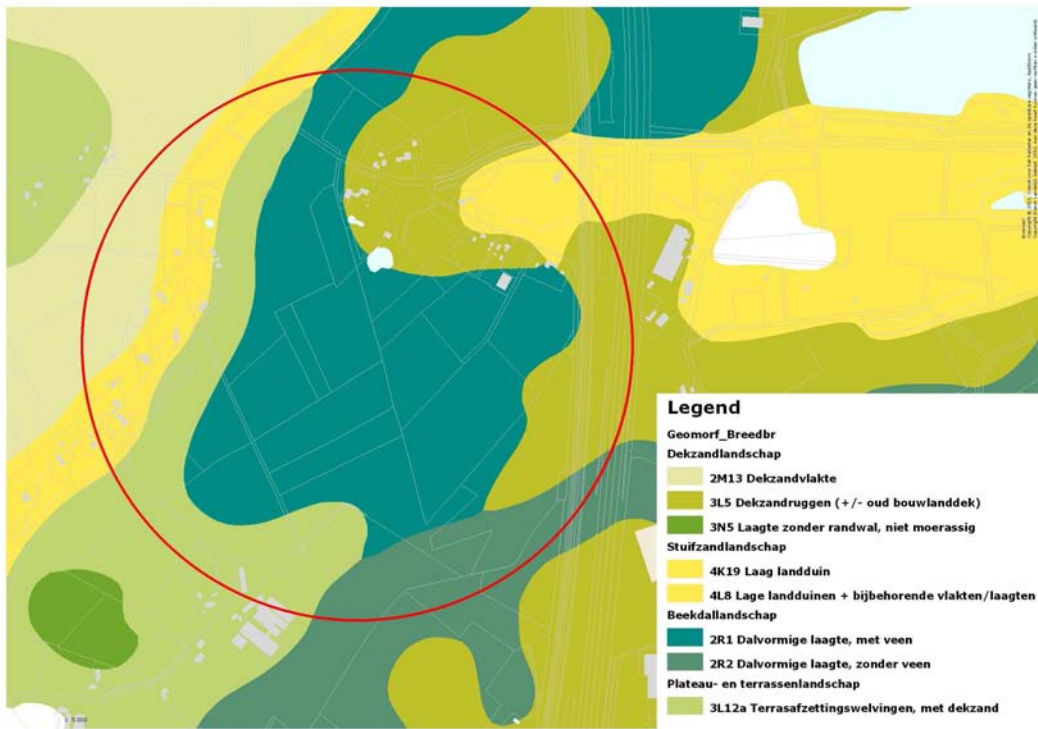 Legend
Geomorf_Breedbr
Dekzandlandschap
2M13 Dekzandvlakte
3L5 Dekzandruggen (+/- oud bouwlanddek)
3N5 Laagte zonder randwal, niet moerassig
Stuifzandlandschap
4K19 Laag landduin
4L8 Lage landduinen + bijbehorende vlakten/laagten
Beekdallandschap
2R1 Dalvormige laagte, met veen
2R2 Dalvormige laagte, zonder veen
Plateau- en terrassenlandschap
3L12a Terrasafzettingswelvingen, met dekzand